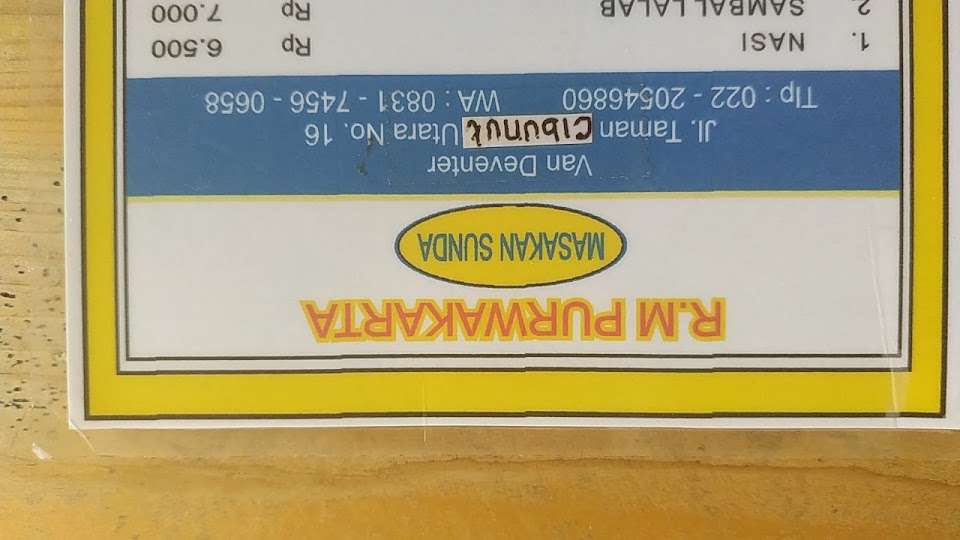 R.M PURWAKARTA
MASAKAN SUNDA
Van Deventer
Jl. Taman Cibunut Utara No. 16
Tlp : 022 - 20546860 WA : 0831 - 7456 - 0658
1. NASI Rp 6.500
2. SAMBAL LALAB Rp 7.000